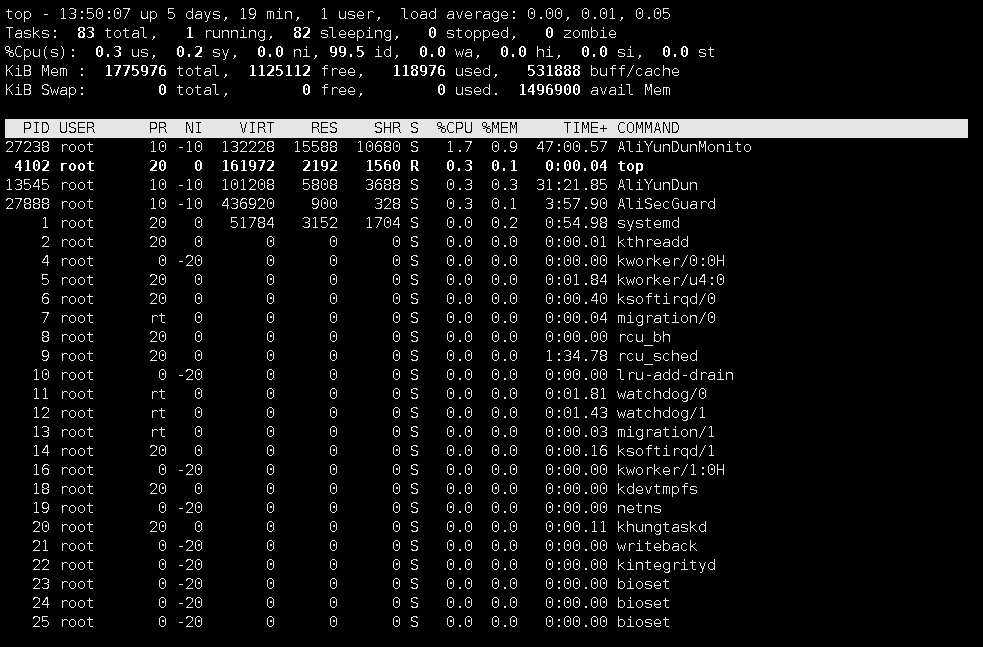 top - 13:50:07 up 5 days, 19 min,  1 user,  load average: 0.00, 0.01, 0.05
Tasks:  83 total,   1 running,  82 sleeping,   0 stopped,   0 zombie
%Cpu(s):  0.3 us,  0.2 sy,  0.0 ni, 99.5 id,  0.0 wa,  0.0 hi,  0.0 si,  0.0 st
KiB Mem :  1775976 total,  1125112 free,   118976 used,   531888 buff/cache
KiB Swap:        0 total,        0 free,        0 used.  1496900 avail Mem
  PID USER      PR  NI    VIRT    RES    SHR S  %CPU %MEM     TIME+ COMMAND
27238 root      10 -10  132228  15588  10680 S   1.7  0.9  47:00.57 AliYunDunMonito
 4102 root      20   0  161972   2192   1560 R   0.3  0.1   0:00.04 top
13545 root      10 -10  101208   5808   3688 S   0.3  0.3  31:21.85 AliYunDun
27888 root      10 -10  436920    900    328 S   0.3  0.1   3:57.90 AliSecGuard
    1 root      20   0   51784   3152   1704 S   0.0  0.2   0:54.98 systemd
    2 root      20   0       0      0      0 S   0.0  0.0   0:00.01 kthreadd
    4 root       0 -20       0      0      0 S   0.0  0.0   0:00.00 kworker/0:0H
    5 root      20   0       0      0      0 S   0.0  0.0   0:01.84 kworker/u4:0
    6 root      20   0       0      0      0 S   0.0  0.0   0:00.40 ksoftirqd/0
    7 root      rt   0       0      0      0 S   0.0  0.0   0:00.04 migration/0
    8 root      20   0       0      0      0 S   0.0  0.0   0:00.00 rcu_bh
    9 root      20   0       0      0      0 S   0.0  0.0   1:34.78 rcu_sched
   10 root       0 -20       0      0      0 S   0.0  0.0   0:00.00 lru-add-drain
   11 root      rt   0       0      0      0 S   0.0  0.0   0:01.81 watchdog/0
   12 root      rt   0       0      0      0 S   0.0  0.0   0:01.43 watchdog/1
   13 root      rt   0       0      0      0 S   0.0  0.0   0:00.03 migration/1
   14 root      20   0       0      0      0 S   0.0  0.0   0:00.16 ksoftirqd/1
   16 root       0 -20       0      0      0 S   0.0  0.0   0:00.00 kworker/1:0H
   18 root      20   0       0      0      0 S   0.0  0.0   0:00.00 kdevtmpfs
   19 root       0 -20       0      0      0 S   0.0  0.0   0:00.00 netns
   20 root      20   0       0      0      0 S   0.0  0.0   0:00.11 khungtaskd
   21 root       0 -20       0      0      0 S   0.0  0.0   0:00.00 writeback
   22 root       0 -20       0      0      0 S   0.0  0.0   0:00.00 kintegrityd
   23 root       0 -20       0      0      0 S   0.0  0.0   0:00.00 bioset
   24 root       0 -20       0      0      0 S   0.0  0.0   0:00.00 bioset
   25 root       0 -20       0      0      0 S   0.0  0.0   0:00.00 bioset